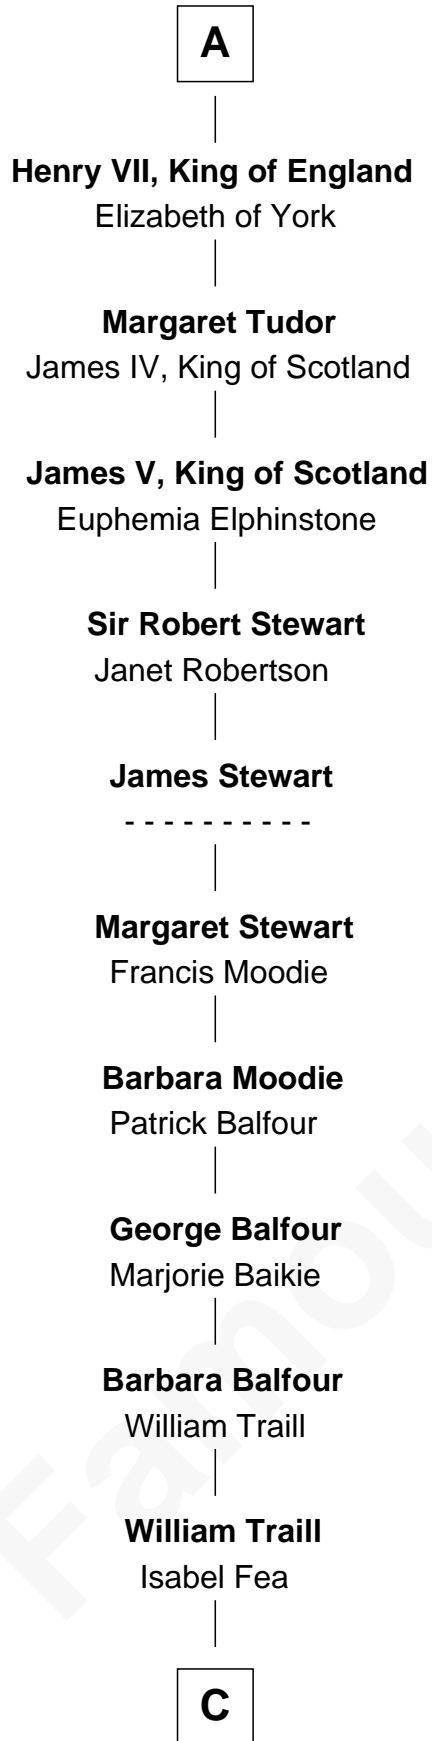 A
Henry VII, King of England
Elizabeth of York
Margaret Tudor
James IV, King of Scotland
James V, King of Scotland
Euphemia Elphinstone
Sir Robert Stewart
Janet Robertson
James Stewart
- - - - - - - - - -
Margaret Stewart
Francis Moodie
Barbara Moodie
Patrick Balfour
George Balfour
Marjorie Baikie
Barbara Balfour
William Traill
William Traill
Isabel Fea
C
Famou